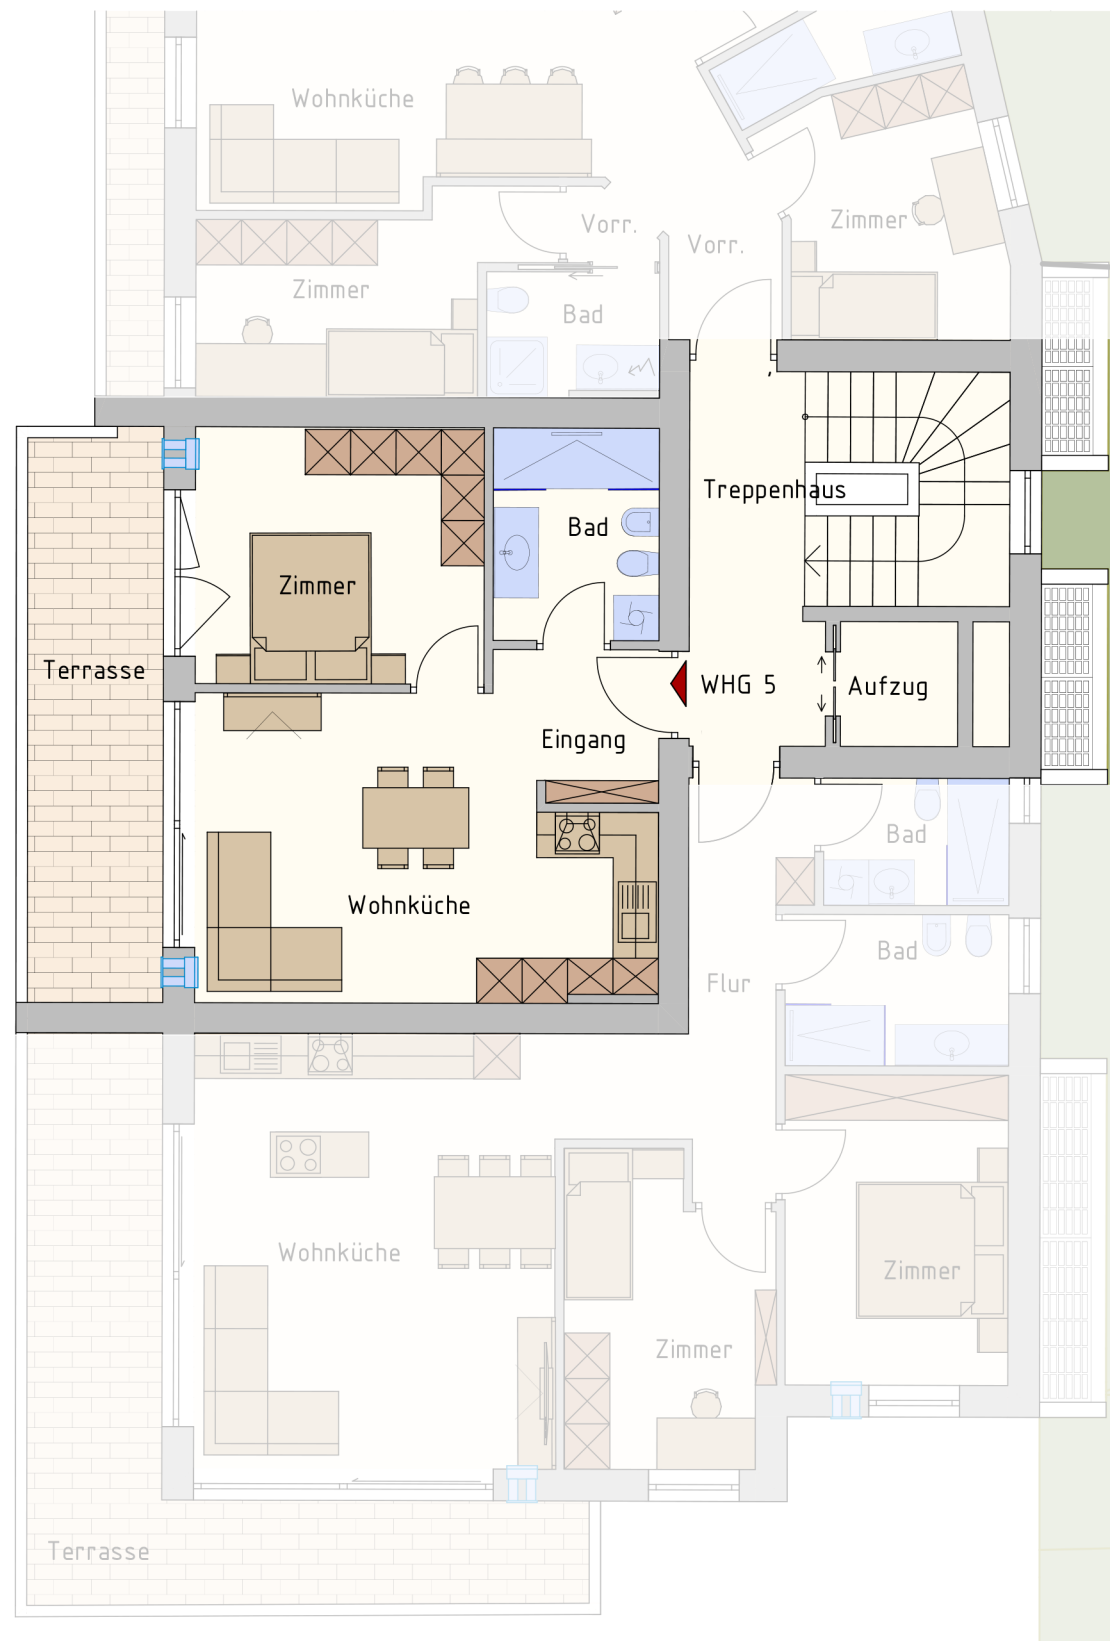 Wohnküche
Zimmer
Vorr.
Vorr.
Zimmer
Bad
Treppenhaus
Bad
Zimmer
Terrasse
WHG 5
Aufzug
Eingang
Bad
Wohnküche
Bad
Flur
Wohnküche
Zimmer
Zimmer
Terrasse